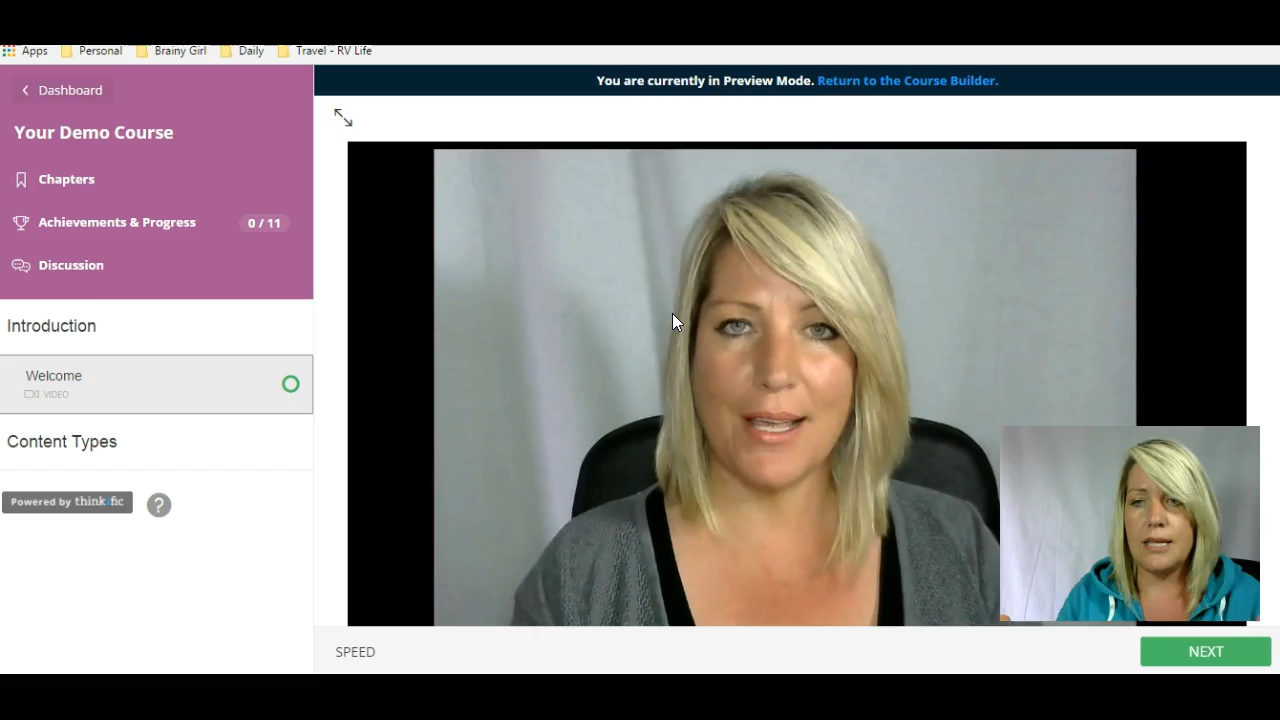 Apps Personal Brainy Girl Daily Travel - RV Life
Dashboard
You are currently in Preview Mode. Return to the Course Builder.
Your Demo Course
Chapters
Achievements & Progress 0 / 11
Discussion
Introduction
Welcome
VIDEO
Content Types
Powered by thinkific ?
SPEED
NEXT